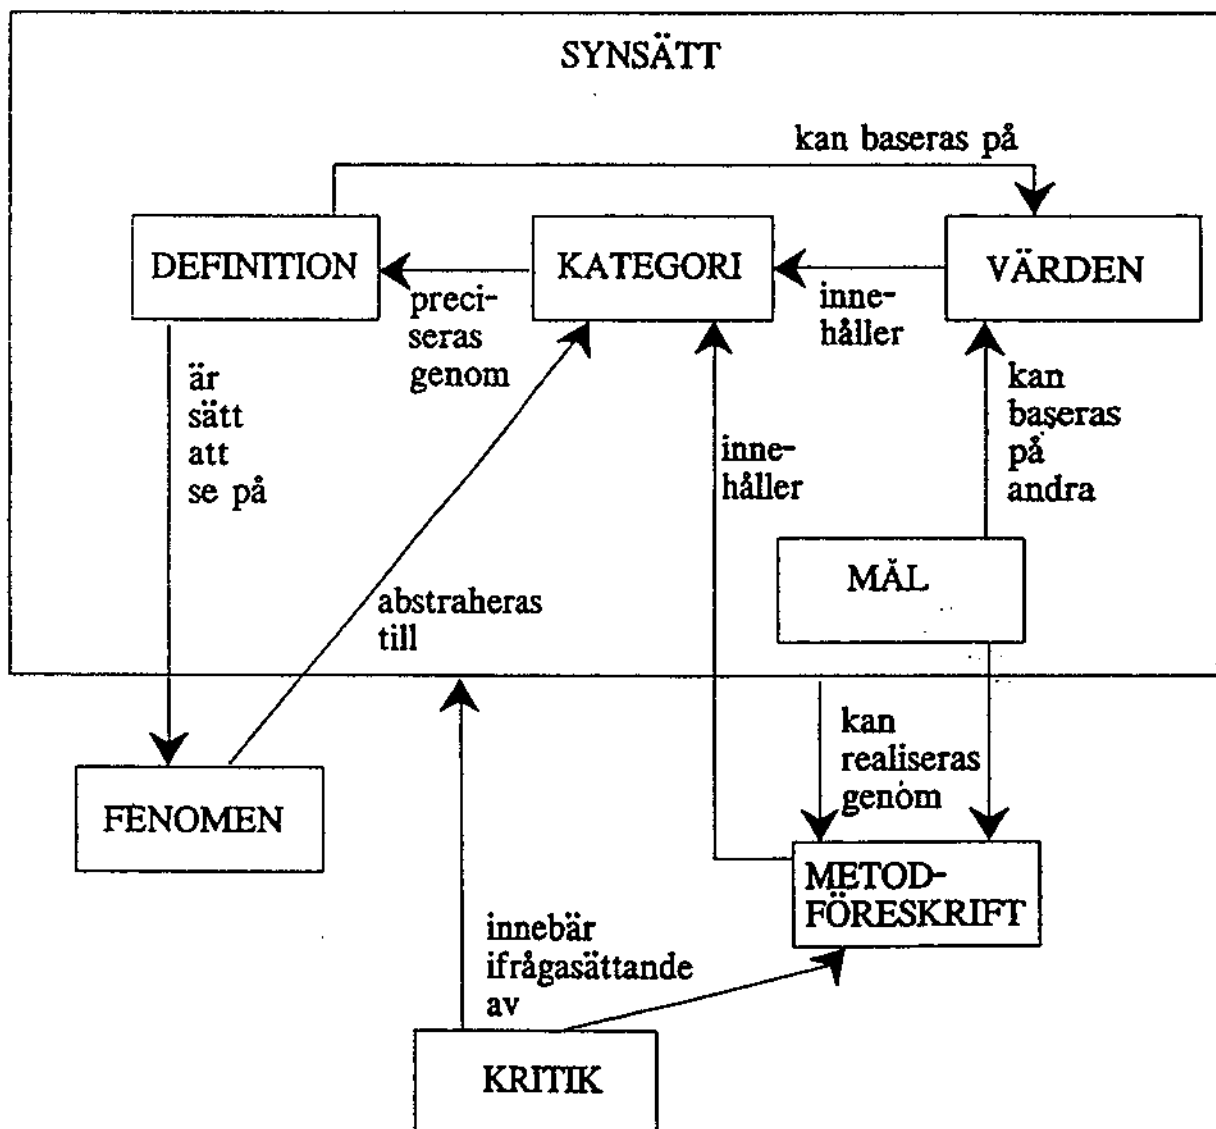 SYNSÄTT
kan baseras på
DEFINITION
KATEGORI
VÄRDEN
preci-
seras
genom
inne-
håller
är
sätt
att
se på
inne-
håller
kan
baseras
på
andra
MÅL
abstraheras
till
kan
realiseras
genom
FENOMEN
METOD-
FÖRESKRIFT
innebär
ifrågasättande
av
KRITIK